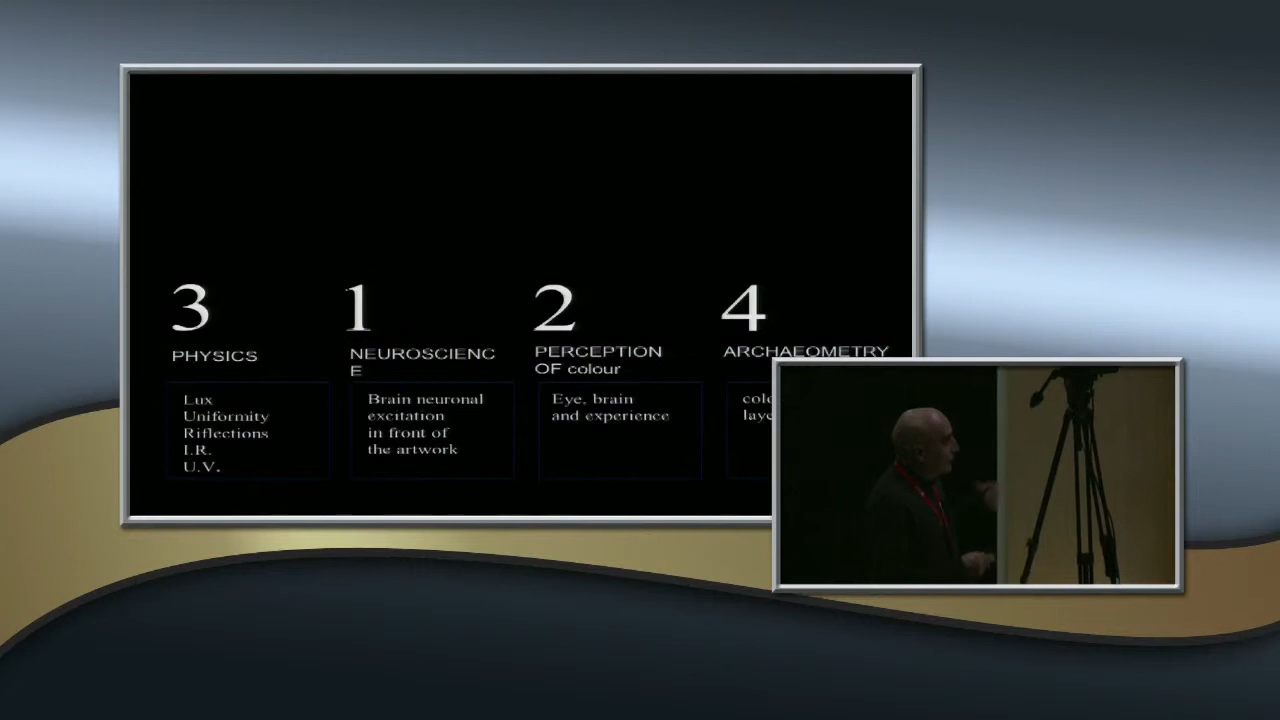 3
PHYSICS
Lux
Uniformity
Riflections
I.R.
U.V.
1
NEUROSCIENC
E
Brain neuronal
excitation
in front of
the artwork
2
PERCEPTION
OF colour
Eye, brain
and experience
4
ARCHAEOMETRY